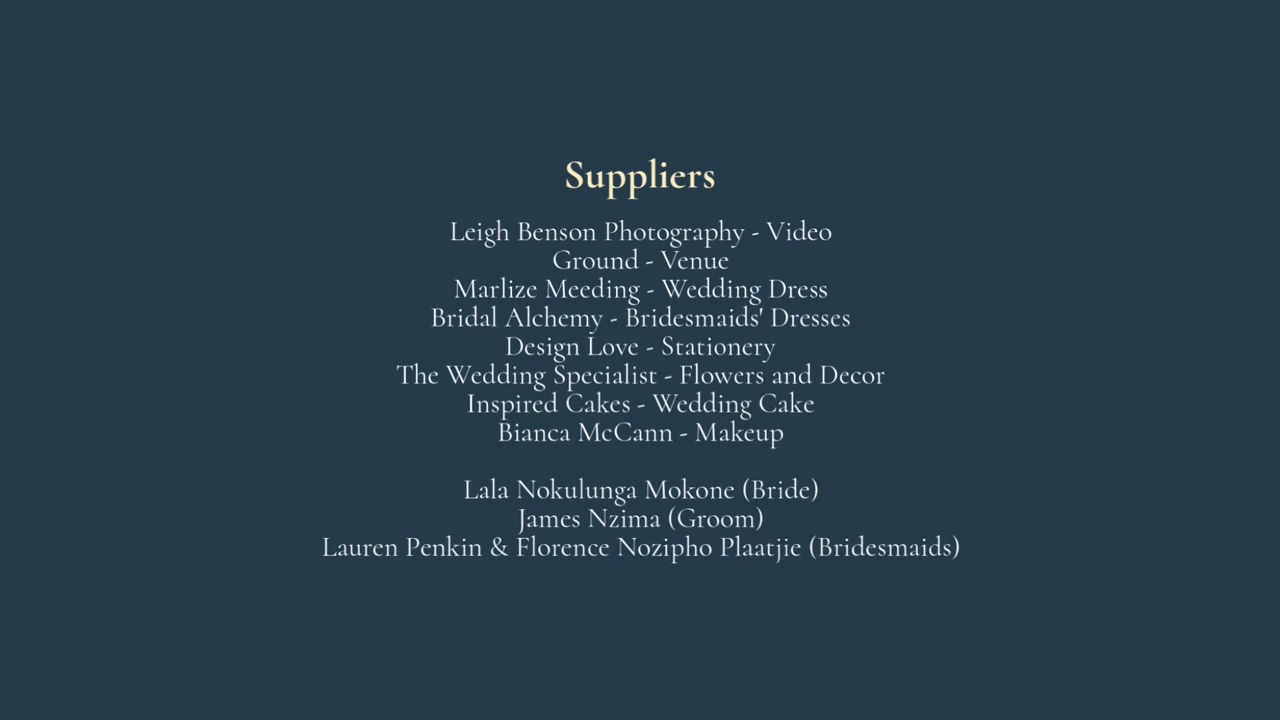 Suppliers
Leigh Benson Photography - Video
Ground - Venue
Marlize Meeding - Wedding Dress
Bridal Alchemy - Bridesmaids' Dresses
Design Love - Stationery
The Wedding Specialist - Flowers and Decor
Inspired Cakes - Wedding Cake
Bianca McCann - Makeup
Lala Nokulunga Mokone (Bride)
James Nzima (Groom)
Lauren Penkin & Florence Nozipho Plaatjie (Bridesmaids)